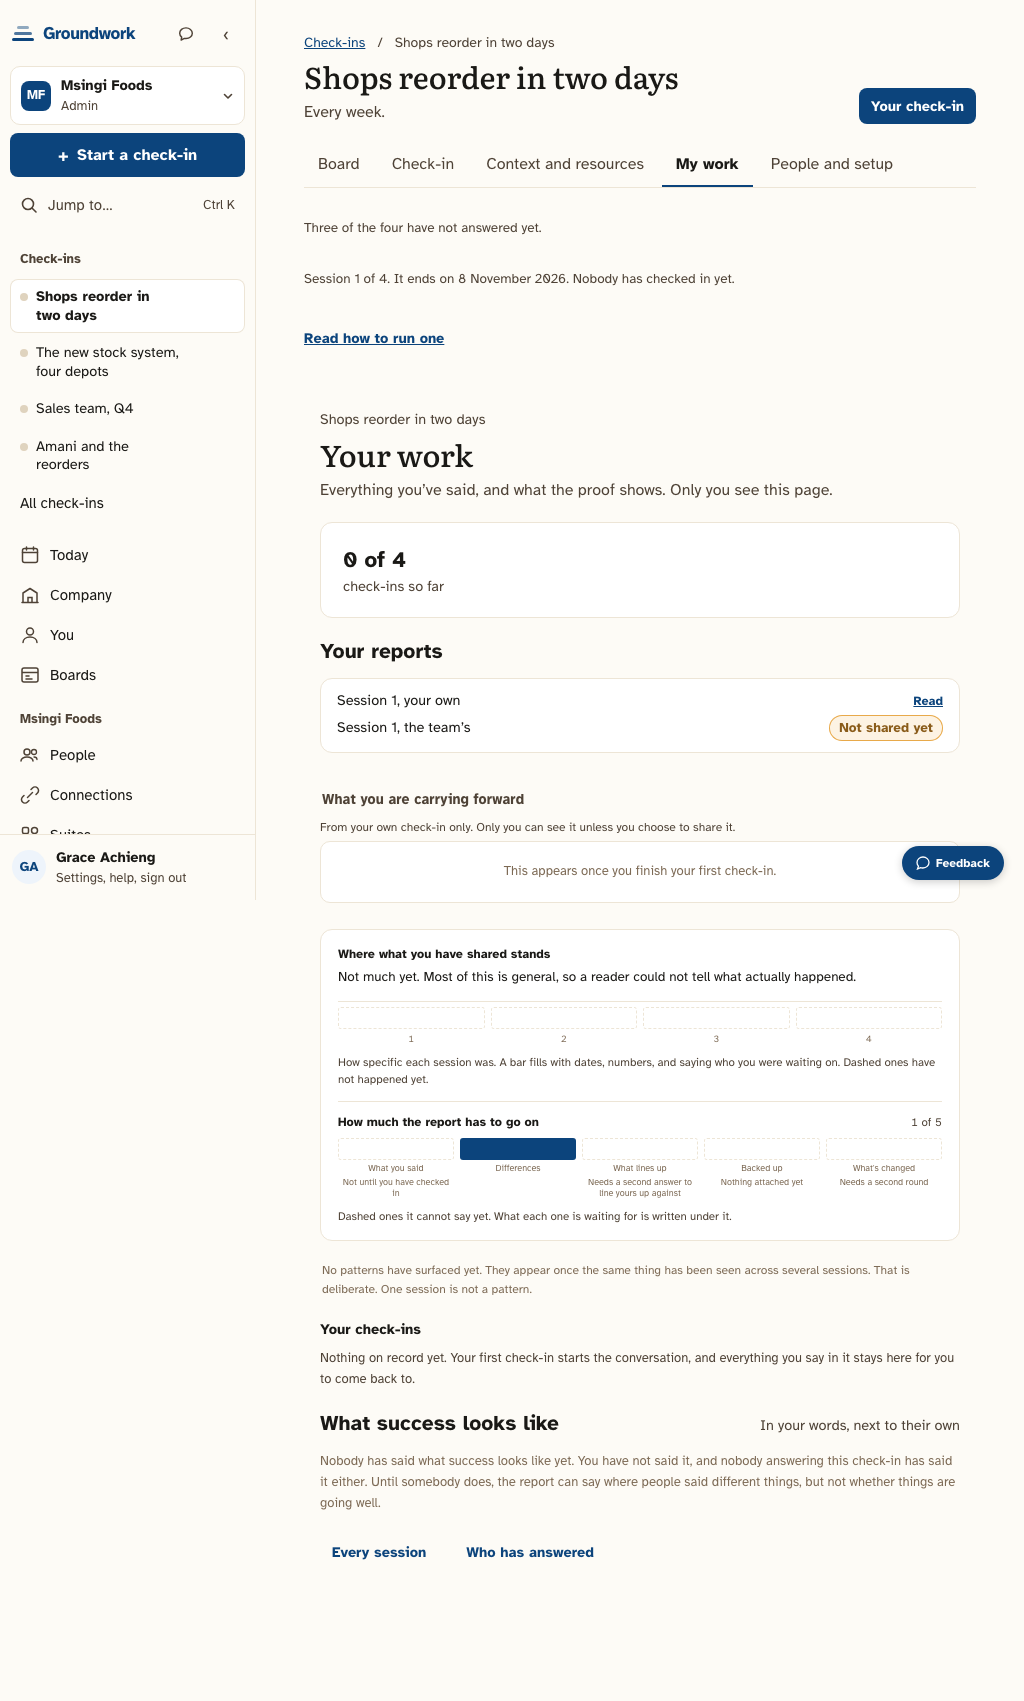 Groundwork
MF
Msingi Foods
Admin
+ Start a check-in
Jump to...
Ctrl K
Check-ins
Shops reorder in
two days
The new stock system,
four depots
Sales team, Q4
Amani and the
reorders
All check-ins
Today
Company
You
Boards
Msingi Foods
People
Connections
Suites
GA
Grace Achieng
Settings, help, sign out
Check-ins / Shops reorder in two days
Shops reorder in two days
Every week.
Your check-in
Board
Check-in
Context and resources
My work
People and setup
Three of the four have not answered yet.
Session 1 of 4. It ends on 8 November 2026. Nobody has checked in yet.
Read how to run one
Shops reorder in two days
Your work
Everything you’ve said, and what the proof shows. Only you see this page.
0 of 4
check-ins so far
Your reports
Session 1, your own
Read
Session 1, the team’s
Not shared yet
What you are carrying forward
From your own check-in only. Only you can see it unless you choose to share it.
This appears once you finish your first check-in.
Feedback
Where what you have shared stands
Not much yet. Most of this is general, so a reader could not tell what actually happened.
1
2
3
4
How specific each session was. A bar fills with dates, numbers, and saying who you were waiting on. Dashed ones have
not happened yet.
How much the report has to go on
1 of 5
What you said
Not until you have checked
in
Differences
What lines up
Needs a second answer to
line yours up against
Backed up
Nothing attached yet
What's changed
Needs a second round
Dashed ones it cannot say yet. What each one is waiting for is written under it.
No patterns have surfaced yet. They appear once the same thing has been seen across several sessions. That is
deliberate. One session is not a pattern.
Your check-ins
Nothing on record yet. Your first check-in starts the conversation, and everything you say in it stays here for you
to come back to.
What success looks like
In your words, next to their own
Nobody has said what success looks like yet. You have not said it, and nobody answering this check-in has said
it either. Until somebody does, the report can say where people said different things, but not whether things are
going well.
Every session
Who has answered